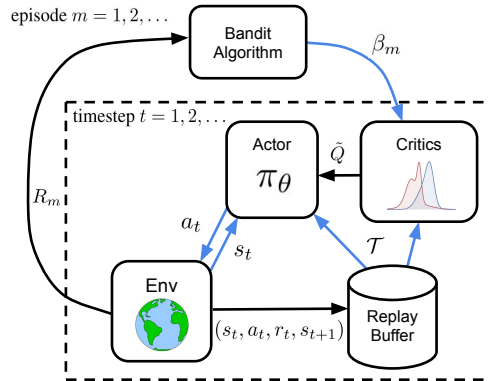 episode m = 1, 2, . . .
Bandit
Algorithm
β_m
timestep t = 1, 2, . . .
Actor
π_θ
Q̃
Critics
R_m
a_t
s_t
𝒯
Env
(s_t, a_t, r_t, s_{t+1})
Replay
Buffer